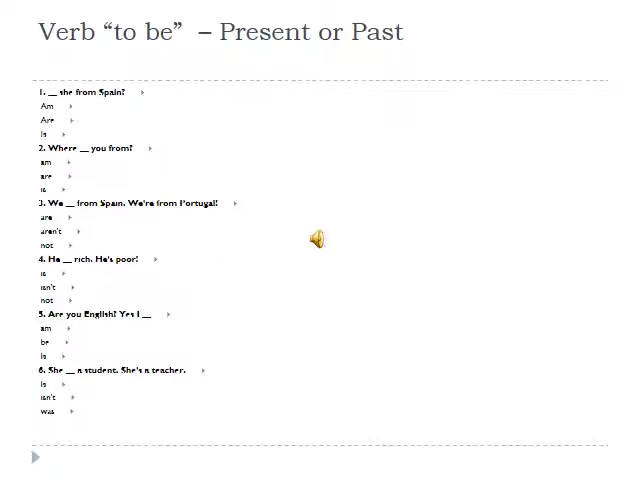 Verb “to be” – Present or Past
1. __ she from Spain?
Am
Are
Is
2. Where __ you from?
am
are
is
3. We __ from Spain. We're from Portugal!
are
aren't
not
4. He __ rich. He's poor!
is
isn't
not
5. Are you English? Yes I __
am
be
is
6. She __ a student. She's a teacher.
is
isn't
was